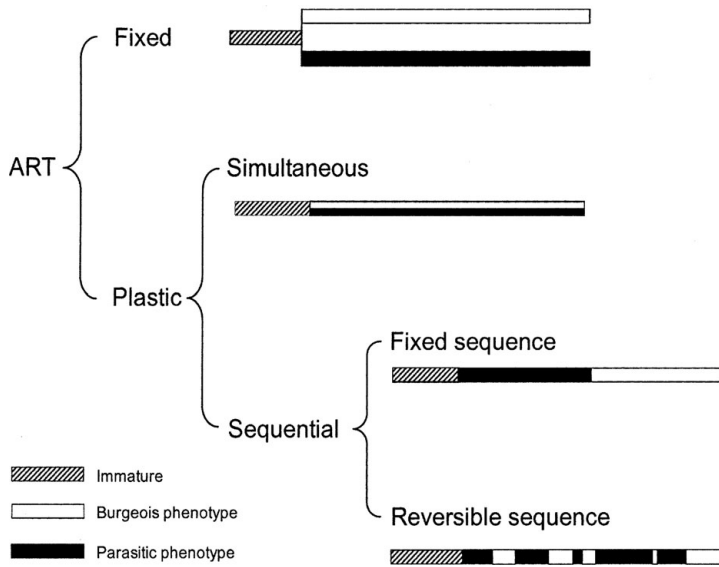 Fixed
ART
Simultaneous
Plastic
Fixed sequence
Sequential
Immature
Burgeois phenotype
Reversible sequence
Parasitic phenotype